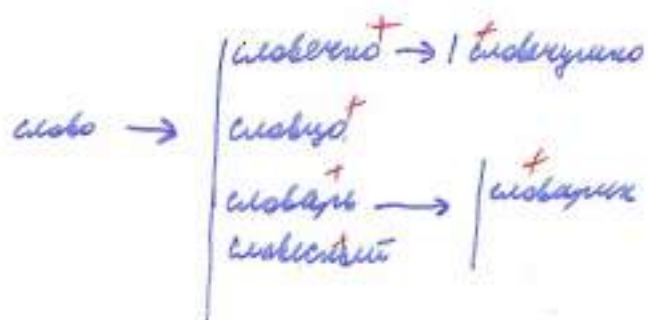 словечко → словечушко
слово → словцо
словарь → словарик
словесный